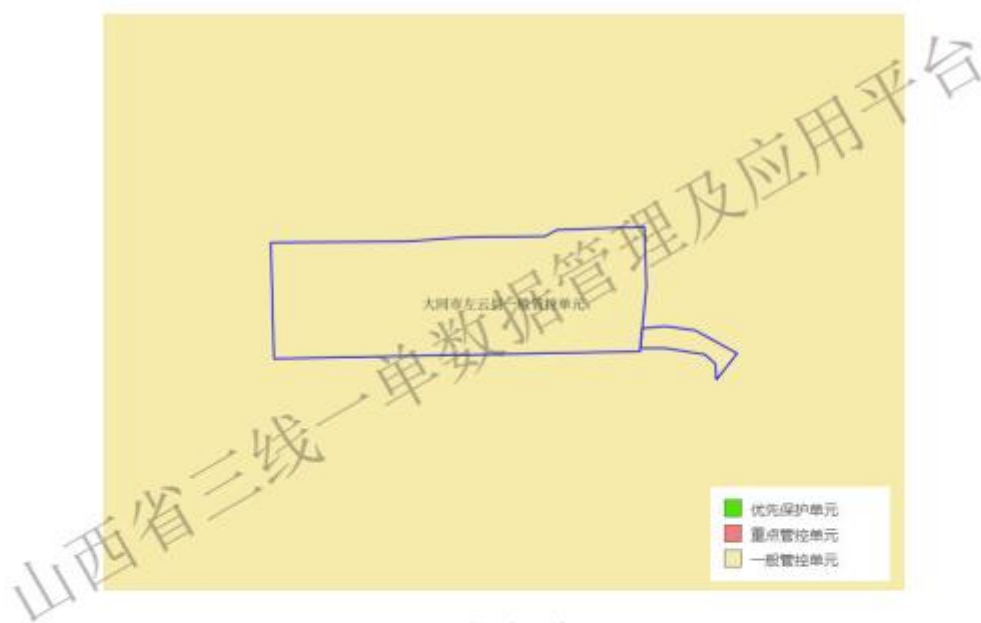 山西省三线一单数据管理及应用平台
大同市左云县一般管控单元
优先保护单元
重点管控单元
一般管控单元